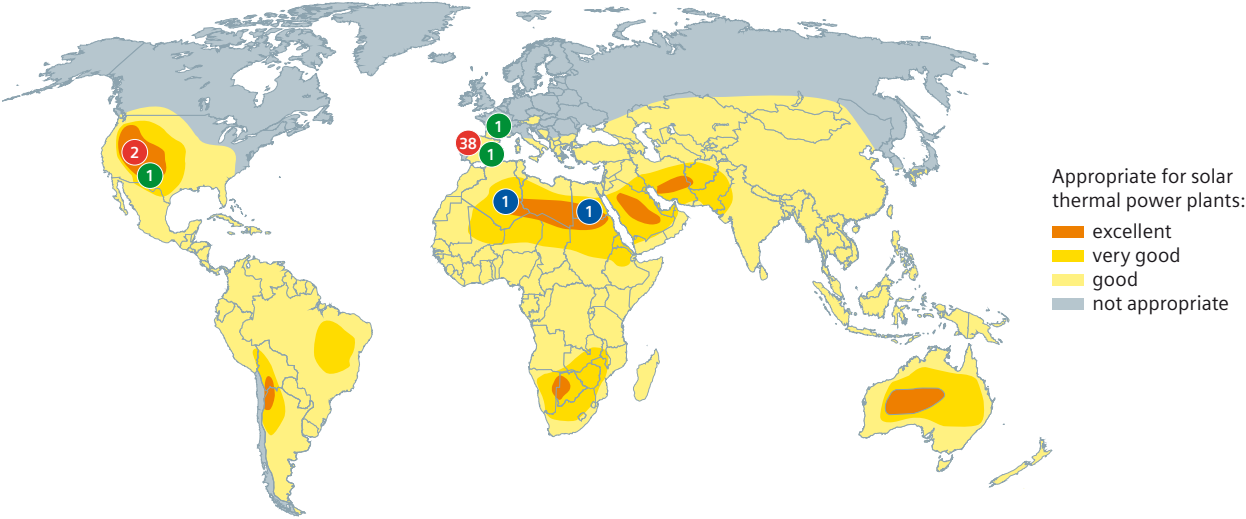 1
38
1
2
1
1
1
Appropriate for solar
thermal power plants:
excellent
very good
good
not appropriate